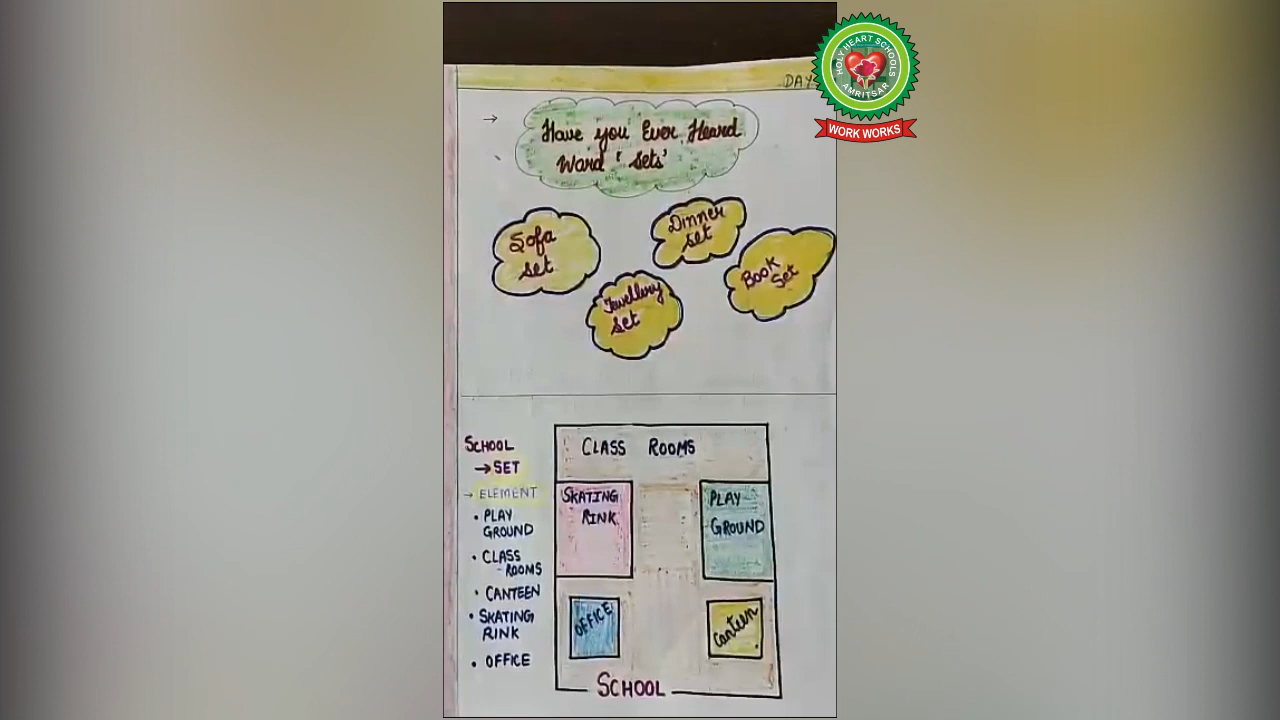 DAY
HOLY HEART SCHOOLS
AMRITSAR
WORK WORKS
→ Have you Ever Heard
Ward ' Sets'
Sofa
set
Dinner
set
Jewellery
set
Book
Set
SCHOOL
→ SET
→ ELEMENT
• PLAY
GROUND
• CLASS
- ROOMS
• CANTEEN
• SKATING
RINK
• OFFICE
CLASS ROOMS
SKATING
RINK
PLAY
GROUND
OFFICE
Canteen
SCHOOL